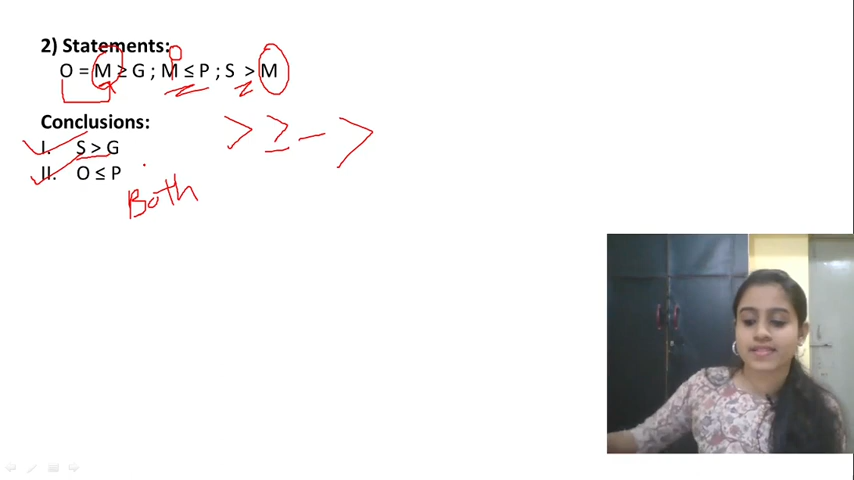 2) Statements:
O
O = M ≥ G ; M ≤ P ; S > M
Conclusions:
> ≥ – >
I. S > G
II. O ≤ P
Both